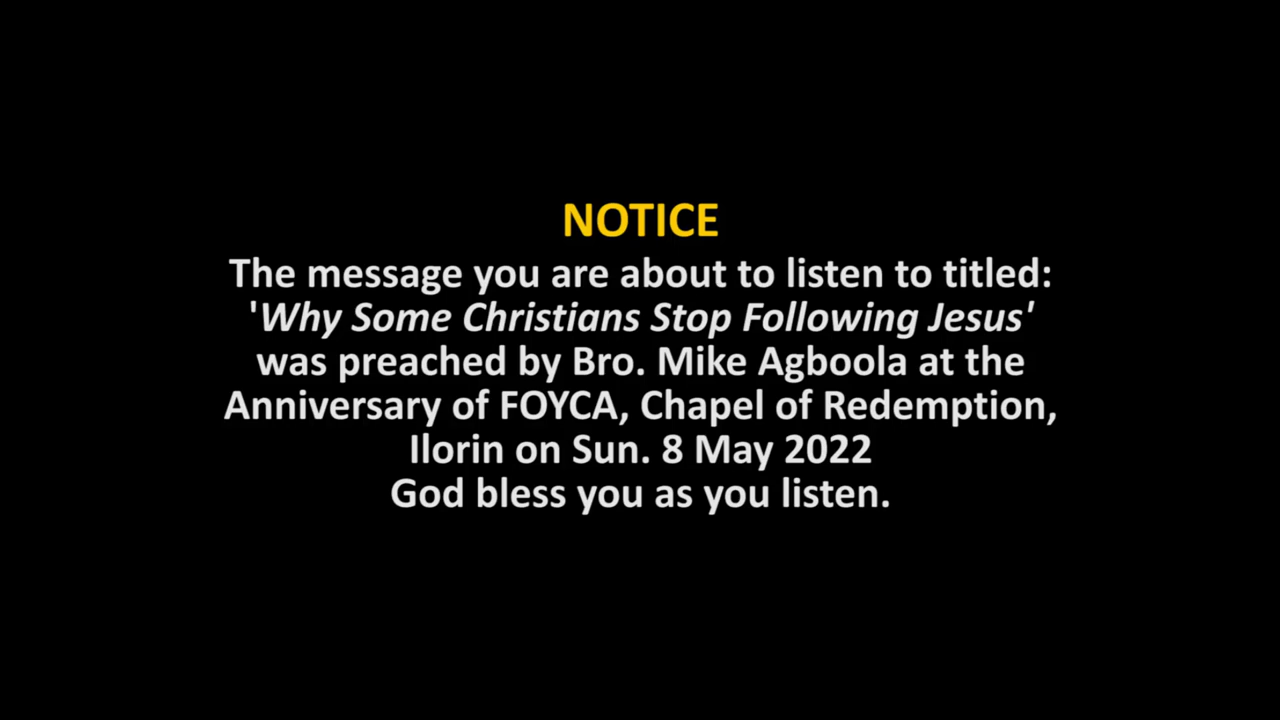 NOTICE
The message you are about to listen to titled:
'Why Some Christians Stop Following Jesus'
was preached by Bro. Mike Agboola at the
Anniversary of FOYCA, Chapel of Redemption,
Ilorin on Sun. 8 May 2022
God bless you as you listen.